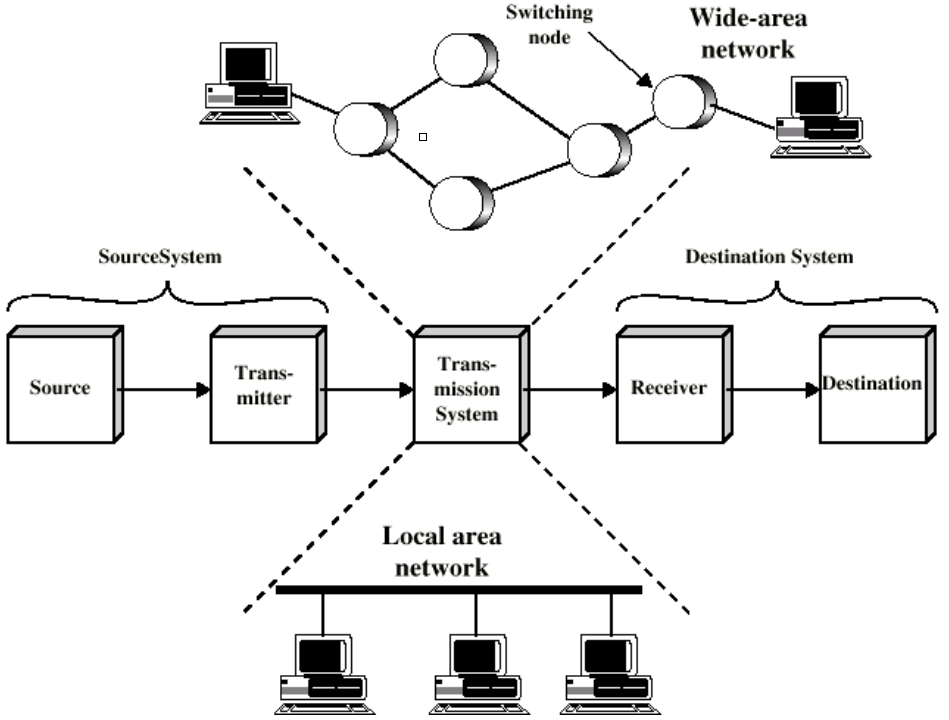 Switching
node
Wide-area
network
SourceSystem
Destination System
Source
Trans-
mitter
Trans-
mission
System
Receiver
Destination
Local area
network